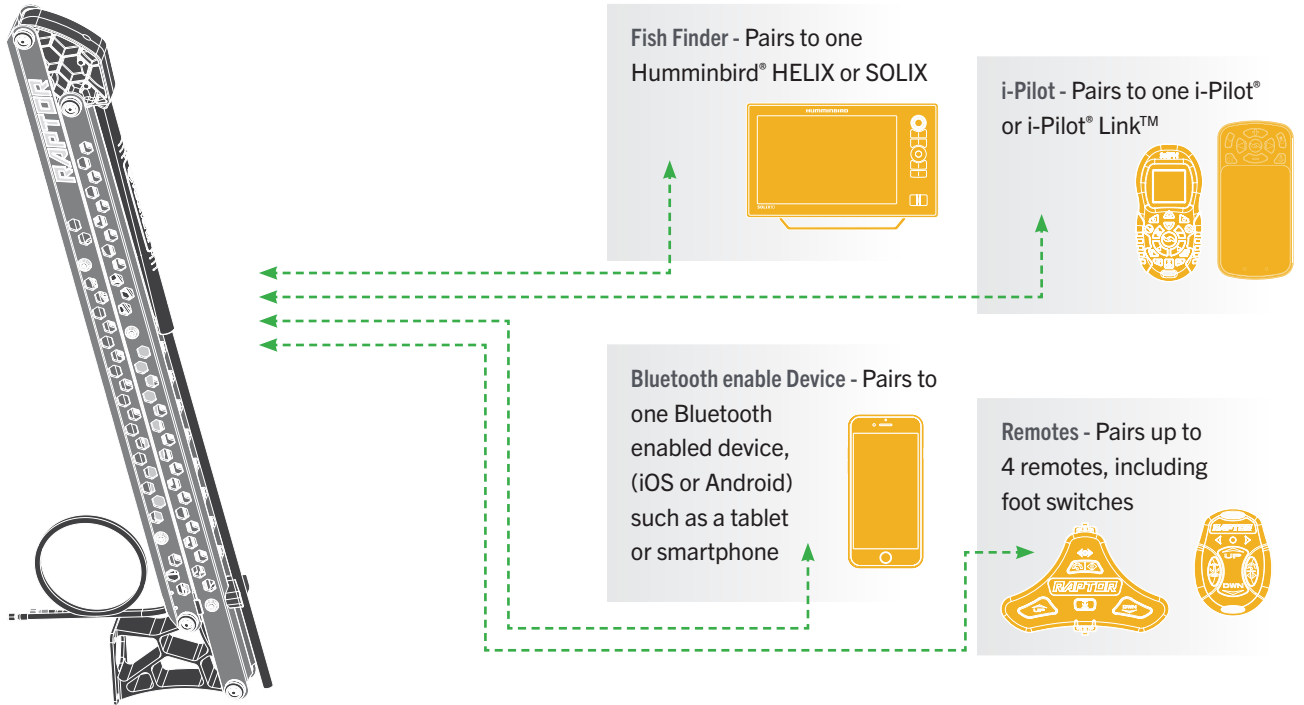 RAPTOR
Fish Finder - Pairs to one
Humminbird® HELIX or SOLIX
HUMMINBIRD
i-Pilot - Pairs to one i-Pilot®
or i-Pilot® Link™
Bluetooth enable Device - Pairs to
one Bluetooth
enabled device,
(iOS or Android)
such as a tablet
or smartphone
Remotes - Pairs up to
4 remotes, including
foot switches
RAPTOR
RAPTOR
UP
DWN